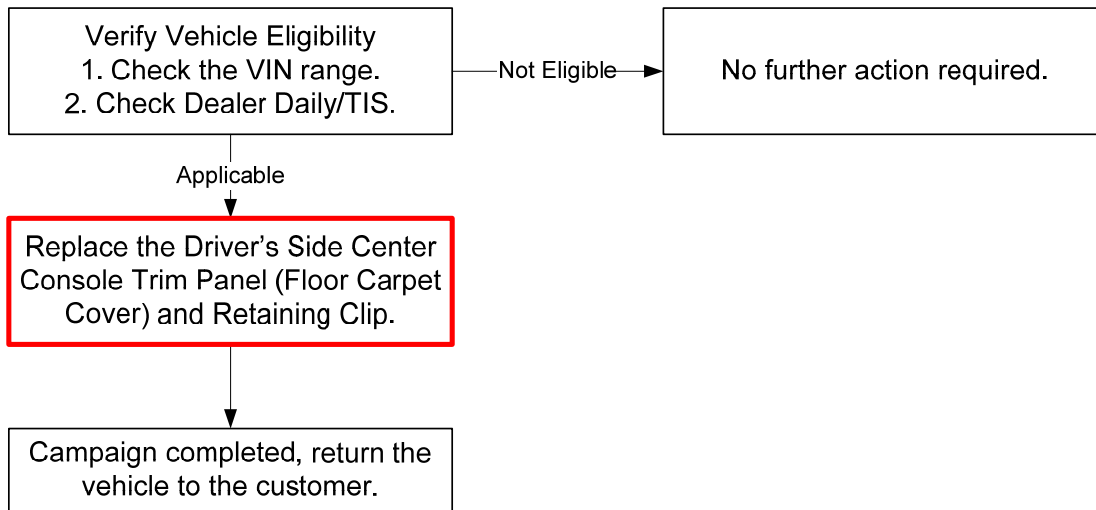 Verify Vehicle Eligibility
1. Check the VIN range.
2. Check Dealer Daily/TIS.
Not Eligible
No further action required.
Applicable
Replace the Driver's Side Center
Console Trim Panel (Floor Carpet
Cover) and Retaining Clip.
Campaign completed, return the
vehicle to the customer.